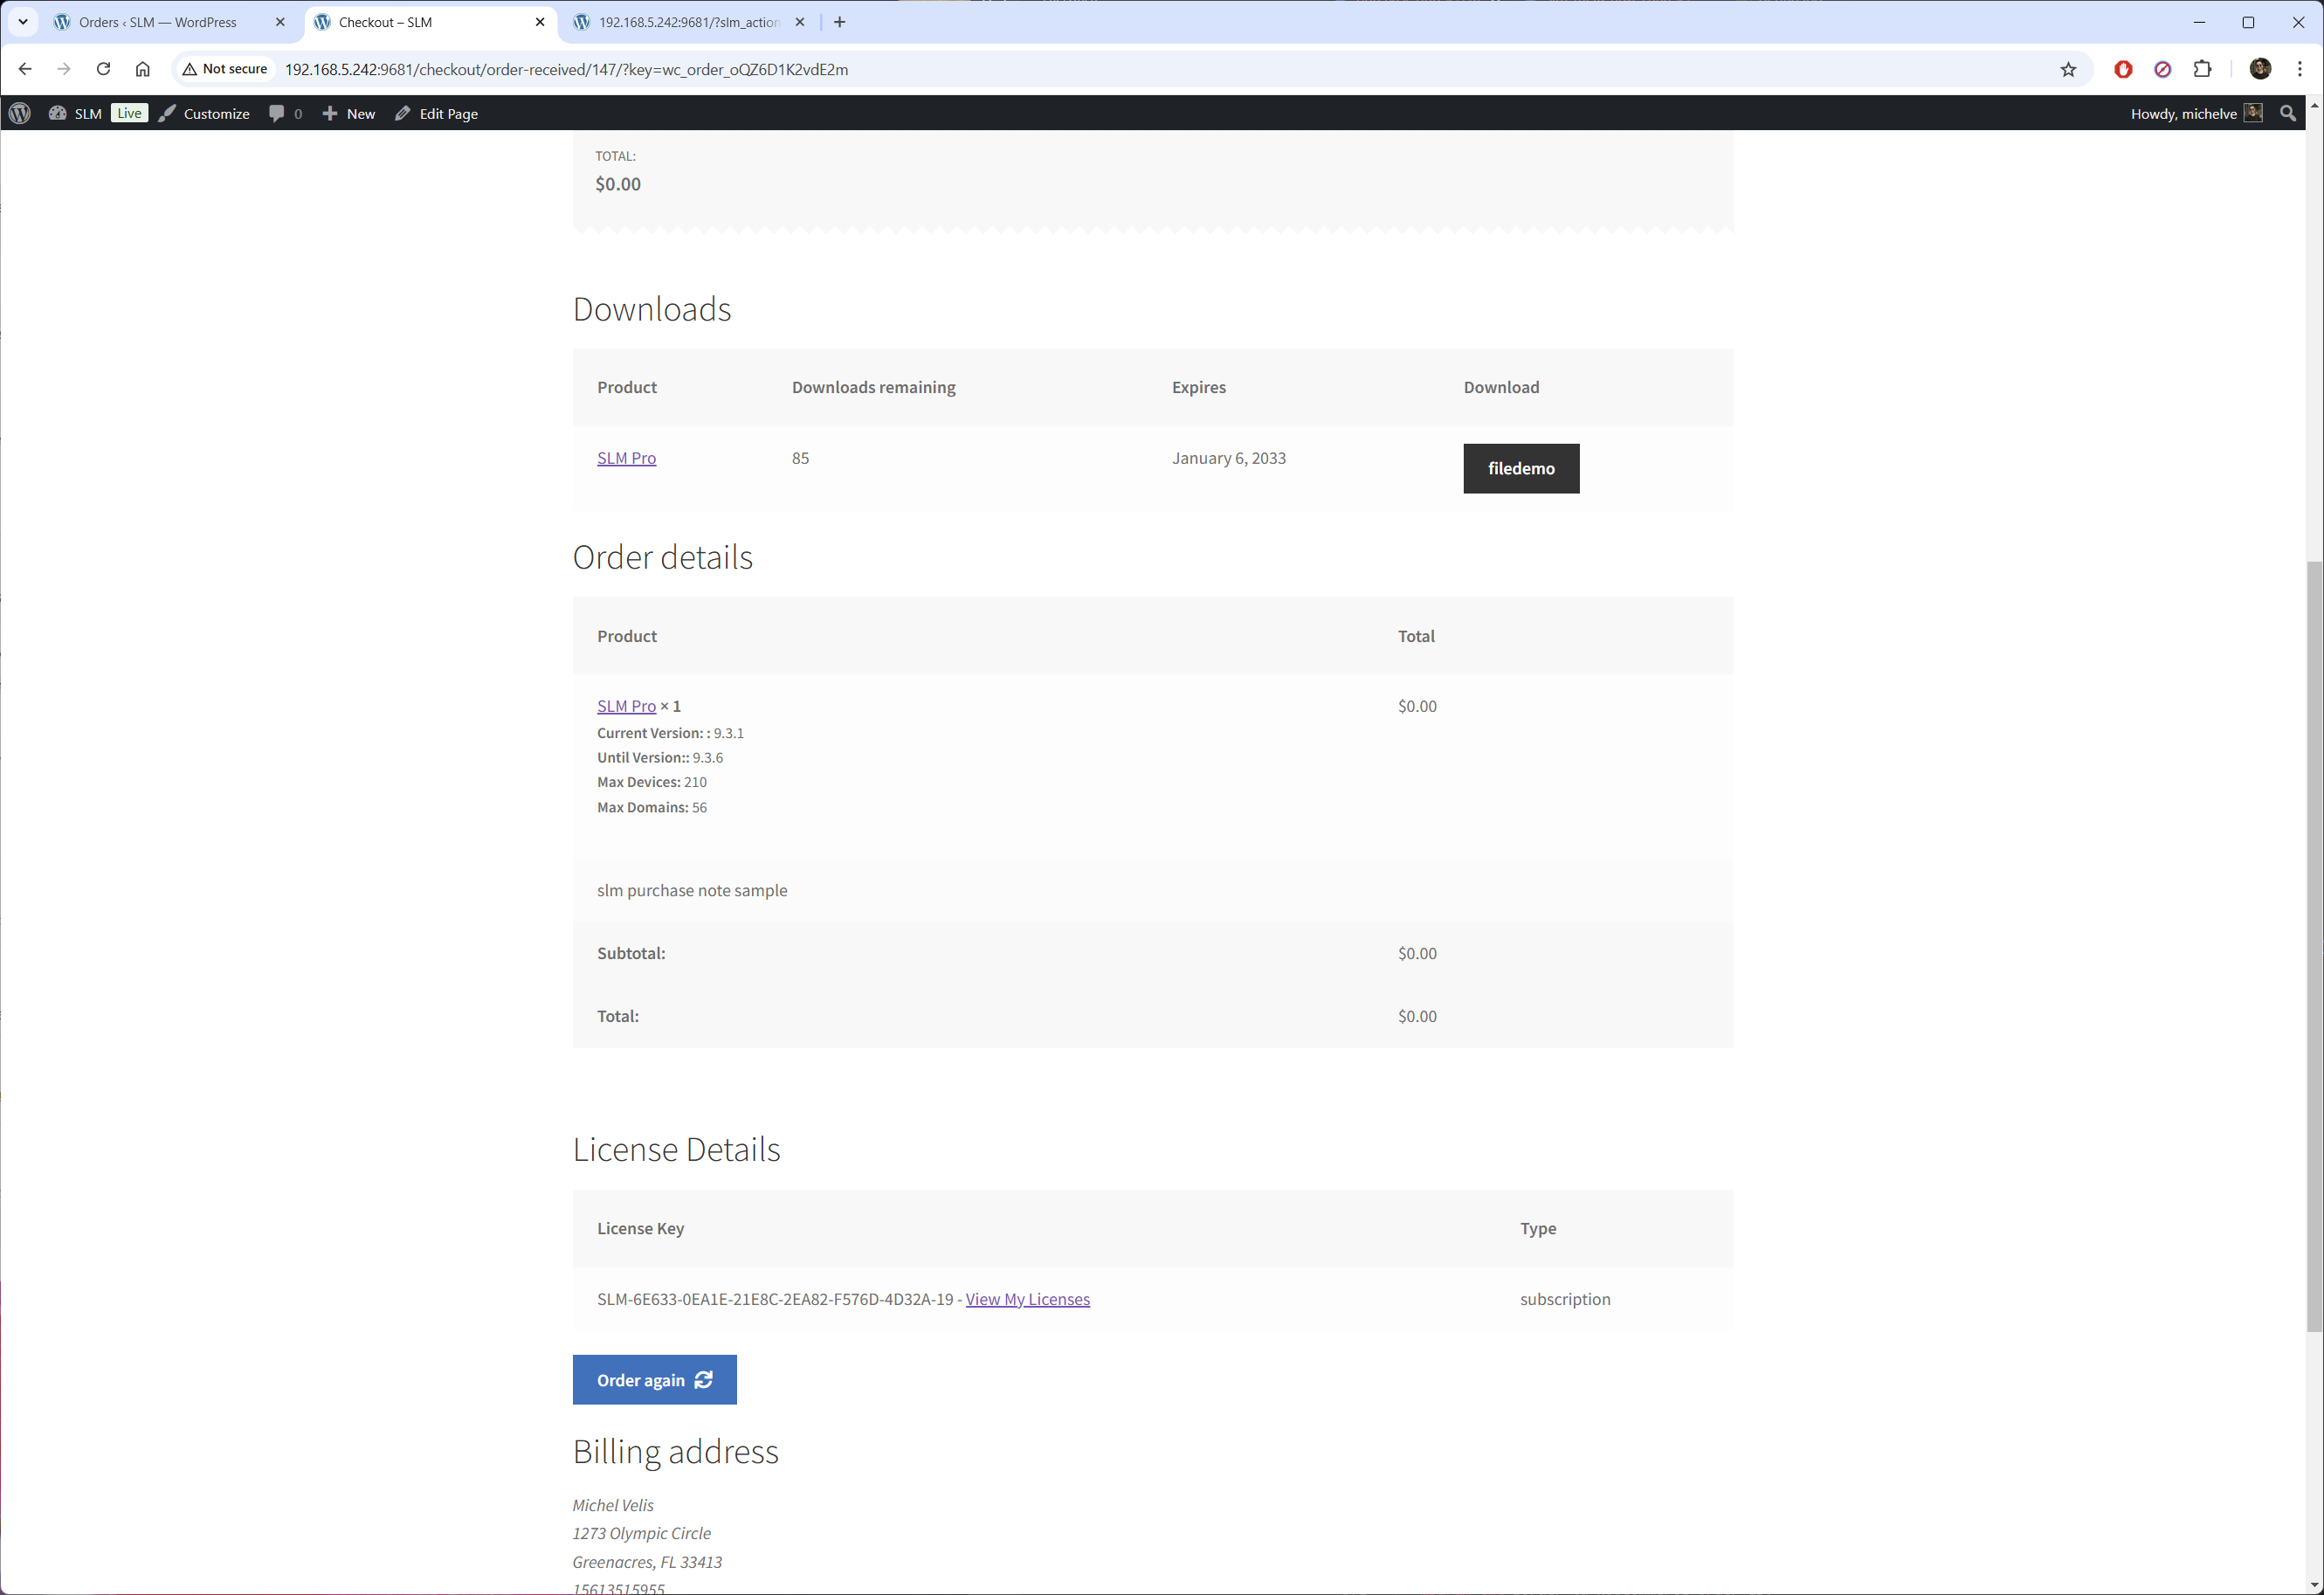 Orders ‹ SLM — WordPress
Checkout – SLM
192.168.5.242:9681/?slm_action
Not secure
192.168.5.242:9681/checkout/order-received/147/?key=wc_order_oQZ6D1K2vdE2m
SLM Live Customize 0 New Edit Page Howdy, michelve
TOTAL:
$0.00
Downloads
Product Downloads remaining Expires Download
SLM Pro 85 January 6, 2033 filedemo
Order details
Product Total
SLM Pro × 1 $0.00
Current Version: : 9.3.1
Until Version:: 9.3.6
Max Devices: 210
Max Domains: 56
slm purchase note sample
Subtotal: $0.00
Total: $0.00
License Details
License Key Type
SLM-6E633-0EA1E-21E8C-2EA82-F576D-4D32A-19 - View My Licenses subscription
Order again
Billing address
Michel Velis
1273 Olympic Circle
Greenacres, FL 33413
15613515955